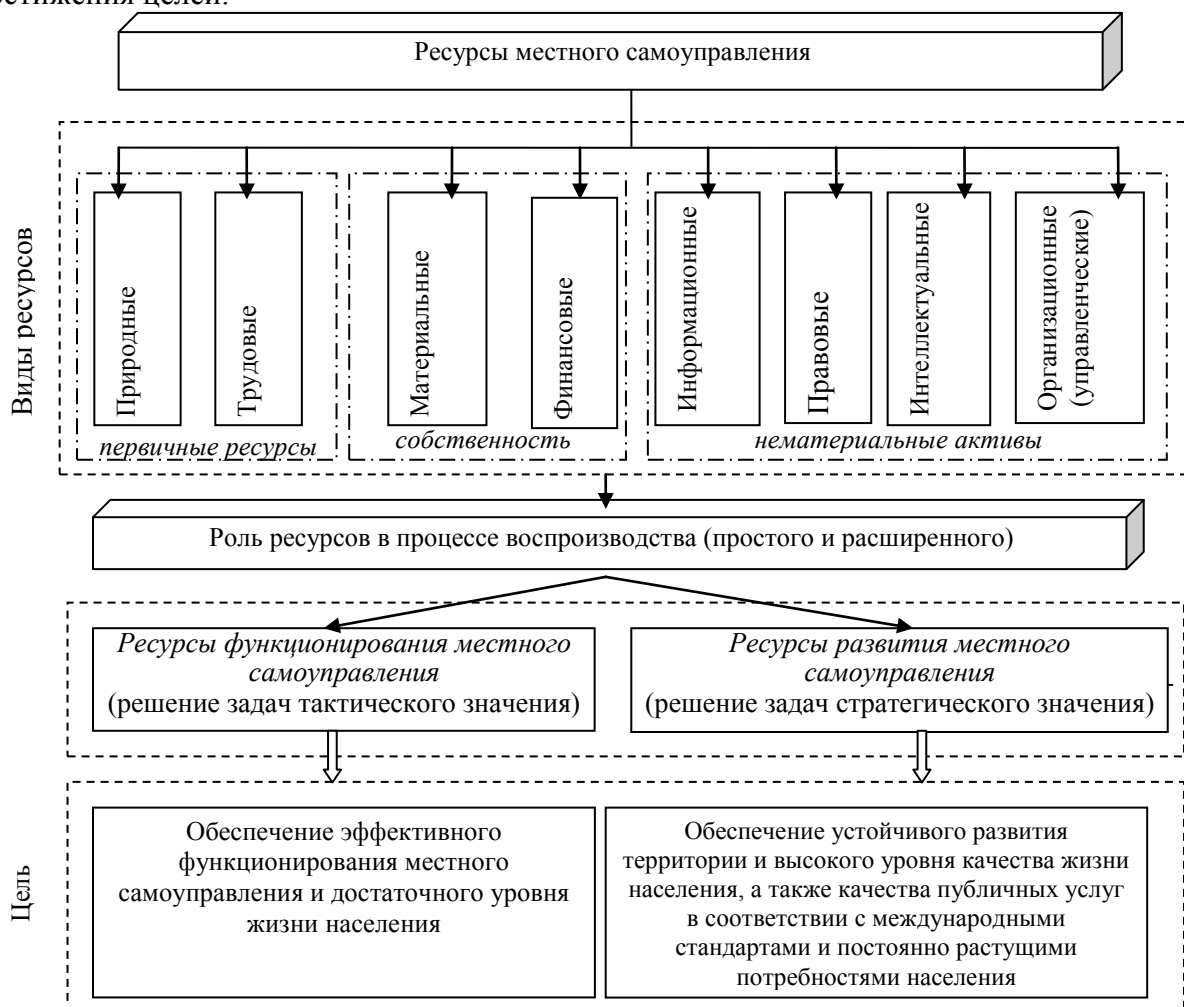 стижения целей.
Ресурсы местного самоуправления
Виды ресурсов
Природные
Трудовые
Материальные
Финансовые
Информационные
Правовые
Интеллектуальные
Организационные
(управленческие)
первичные ресурсы
собственность
нематериальные активы
Роль ресурсов в процессе воспроизводства (простого и расширенного)
Ресурсы функционирования местного
самоуправления
(решение задач тактического значения)
Ресурсы развития местного
самоуправления
(решение задач стратегического значения)
Цель
Обеспечение эффективного
функционирования местного
самоуправления и достаточного уровня
жизни населения
Обеспечение устойчивого развития
территории и высокого уровня качества жизни
населения, а также качества публичных услуг
в соответствии с международными
стандартами и постоянно растущими
потребностями населения